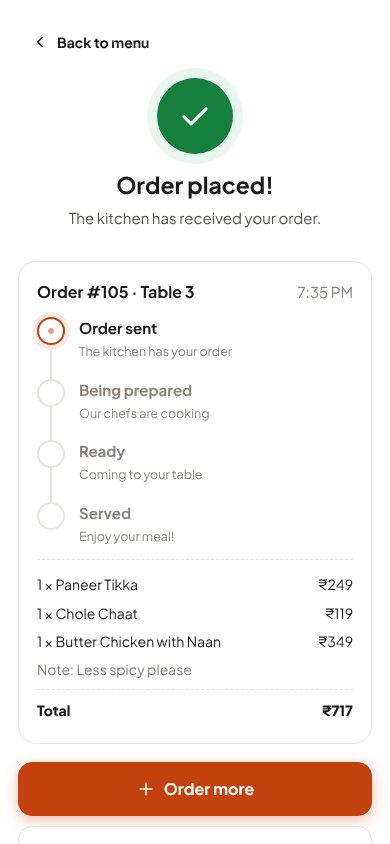 Back to menu
Order placed!
The kitchen has received your order.
Order #105 · Table 3 7:35 PM
Order sent
The kitchen has your order
Being prepared
Our chefs are cooking
Ready
Coming to your table
Served
Enjoy your meal!
1 × Paneer Tikka ₹249
1 × Chole Chaat ₹119
1 × Butter Chicken with Naan ₹349
Note: Less spicy please
Total ₹717
Order more